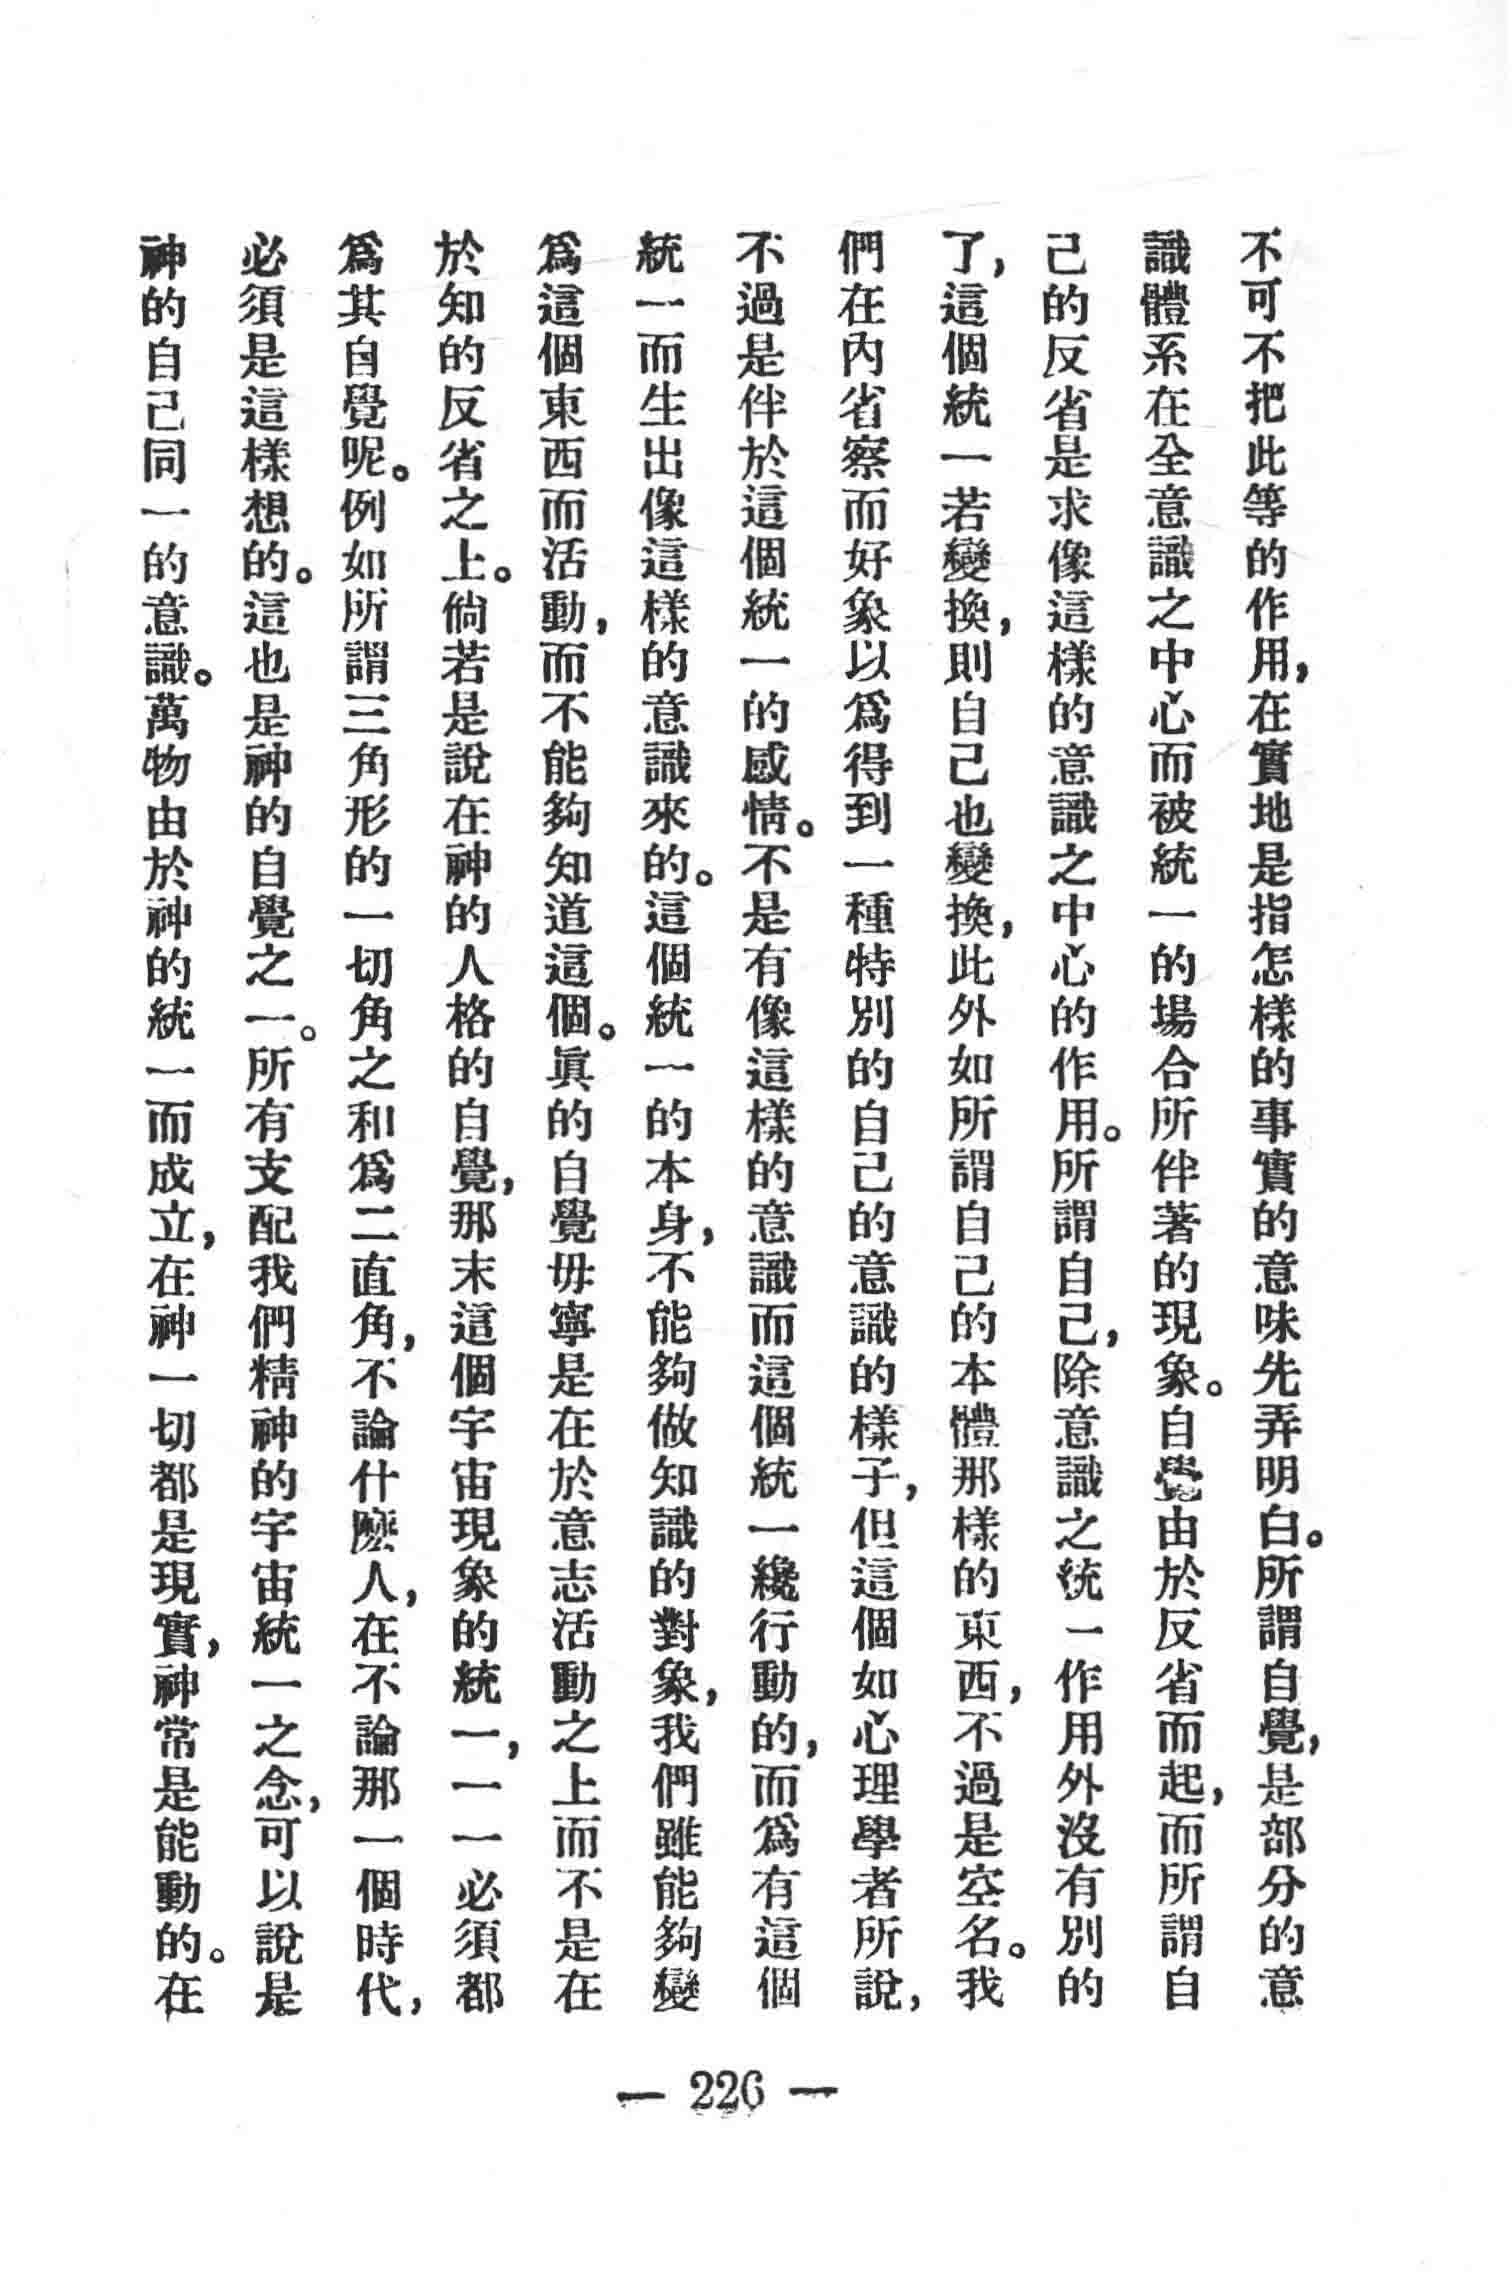 不可不把此等的作用，在實地是指怎樣的事實的意味先弄明白。所謂自覺，是部分的意
識體系在全意識之中心而被統一的場合所伴著的現象。自覺由於反省而起，而所謂自
己的反省是求像這樣的意識之中心的作用。所謂自己，除意識之統一作用外沒有別的
了，這個統一若變換，則自己也變換，此外如所謂自己的本體那樣的東西，不過是空名。我
們在內省察而好象以爲得到一種特別的自己的意識的樣子，但這個如心理學者所說，
不過是伴於這個統一的感情。不是有像這樣的意識而這個統一纔行動的，而爲有這個
統一而生出像這樣的意識來的。這個統一的本身，不能夠做知識的對象，我們雖能夠變
爲這個東西而活動，而不能夠知道這個。眞的自覺毋寧是在於意志活動之上而不是在
於知的反省之上。倘若是說在神的人格的自覺，那末這個宇宙現象的統一，一一必須都
爲其自覺呢。例如所謂三角形的一切角之和爲二直角，不論什麼人，在不論那一個時代，
必須是這樣想的。這也是神的自覺之一。所有支配我們精神的宇宙統一之念，可以說是
神的自己同一的意識。萬物由於神的統一而成立，在神一切都是現實，神常是能動的。在
— 226 —